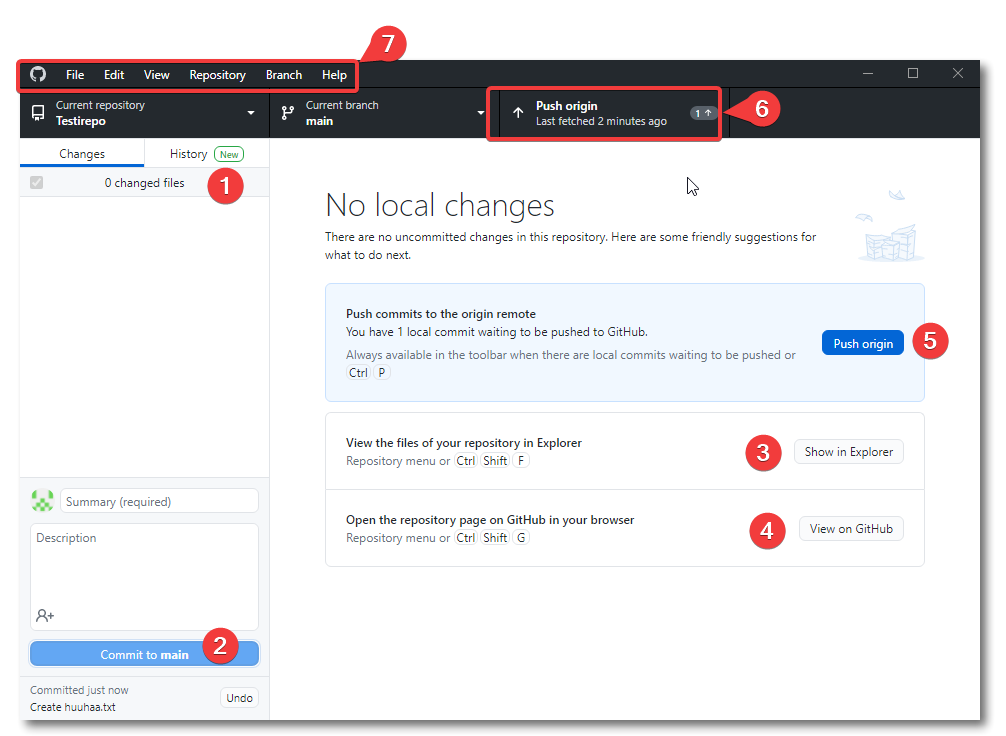 7
File Edit View Repository Branch Help
Current repository
Testirepo
Current branch
main
Push origin
Last fetched 2 minutes ago
1
6
Changes
History New
0 changed files
1
No local changes
There are no uncommitted changes in this repository. Here are some friendly suggestions for
what to do next.
Push commits to the origin remote
You have 1 local commit waiting to be pushed to GitHub.
Always available in the toolbar when there are local commits waiting to be pushed or
Ctrl P
Push origin
5
View the files of your repository in Explorer
Repository menu or Ctrl Shift F
3
Show in Explorer
Open the repository page on GitHub in your browser
Repository menu or Ctrl Shift G
4
View on GitHub
Summary (required)
Description
Commit to main
2
Committed just now
Create huuhaa.txt
Undo